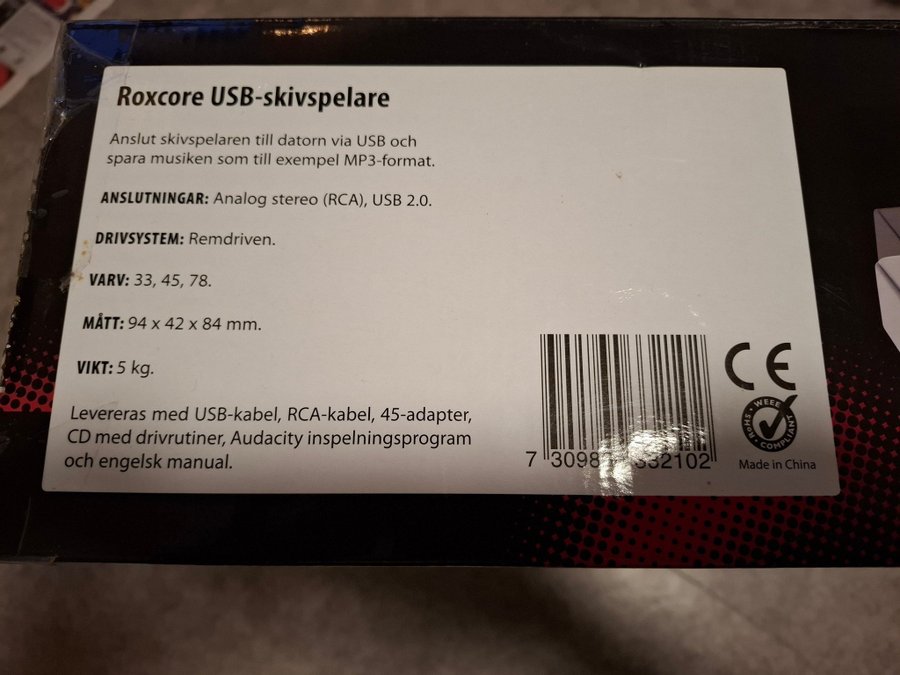 Roxcore USB-skivspelare
Anslut skivspelaren till datorn via USB och
spara musiken som till exempel MP3-format.
ANSLUTNINGAR: Analog stereo (RCA), USB 2.0.
DRIVSYSTEM: Remdriven.
VARV: 33, 45, 78.
MÅTT: 94 x 42 x 84 mm.
VIKT: 5 kg.
Levereras med USB-kabel, RCA-kabel, 45-adapter,
CD med drivrutiner, Audacity inspelningsprogram
och engelsk manual.
7
CE
WEEE
RoHS
COMPLIANT
Made in China